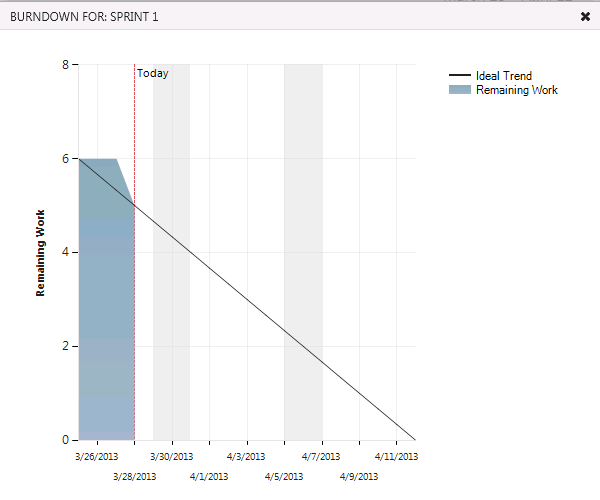 BURNDOWN FOR: SPRINT 1
8
Today
Ideal Trend
Remaining Work
6
4
2
0
Remaining Work
3/26/2013 3/30/2013 4/3/2013 4/7/2013 4/11/2013
3/28/2013 4/1/2013 4/5/2013 4/9/2013